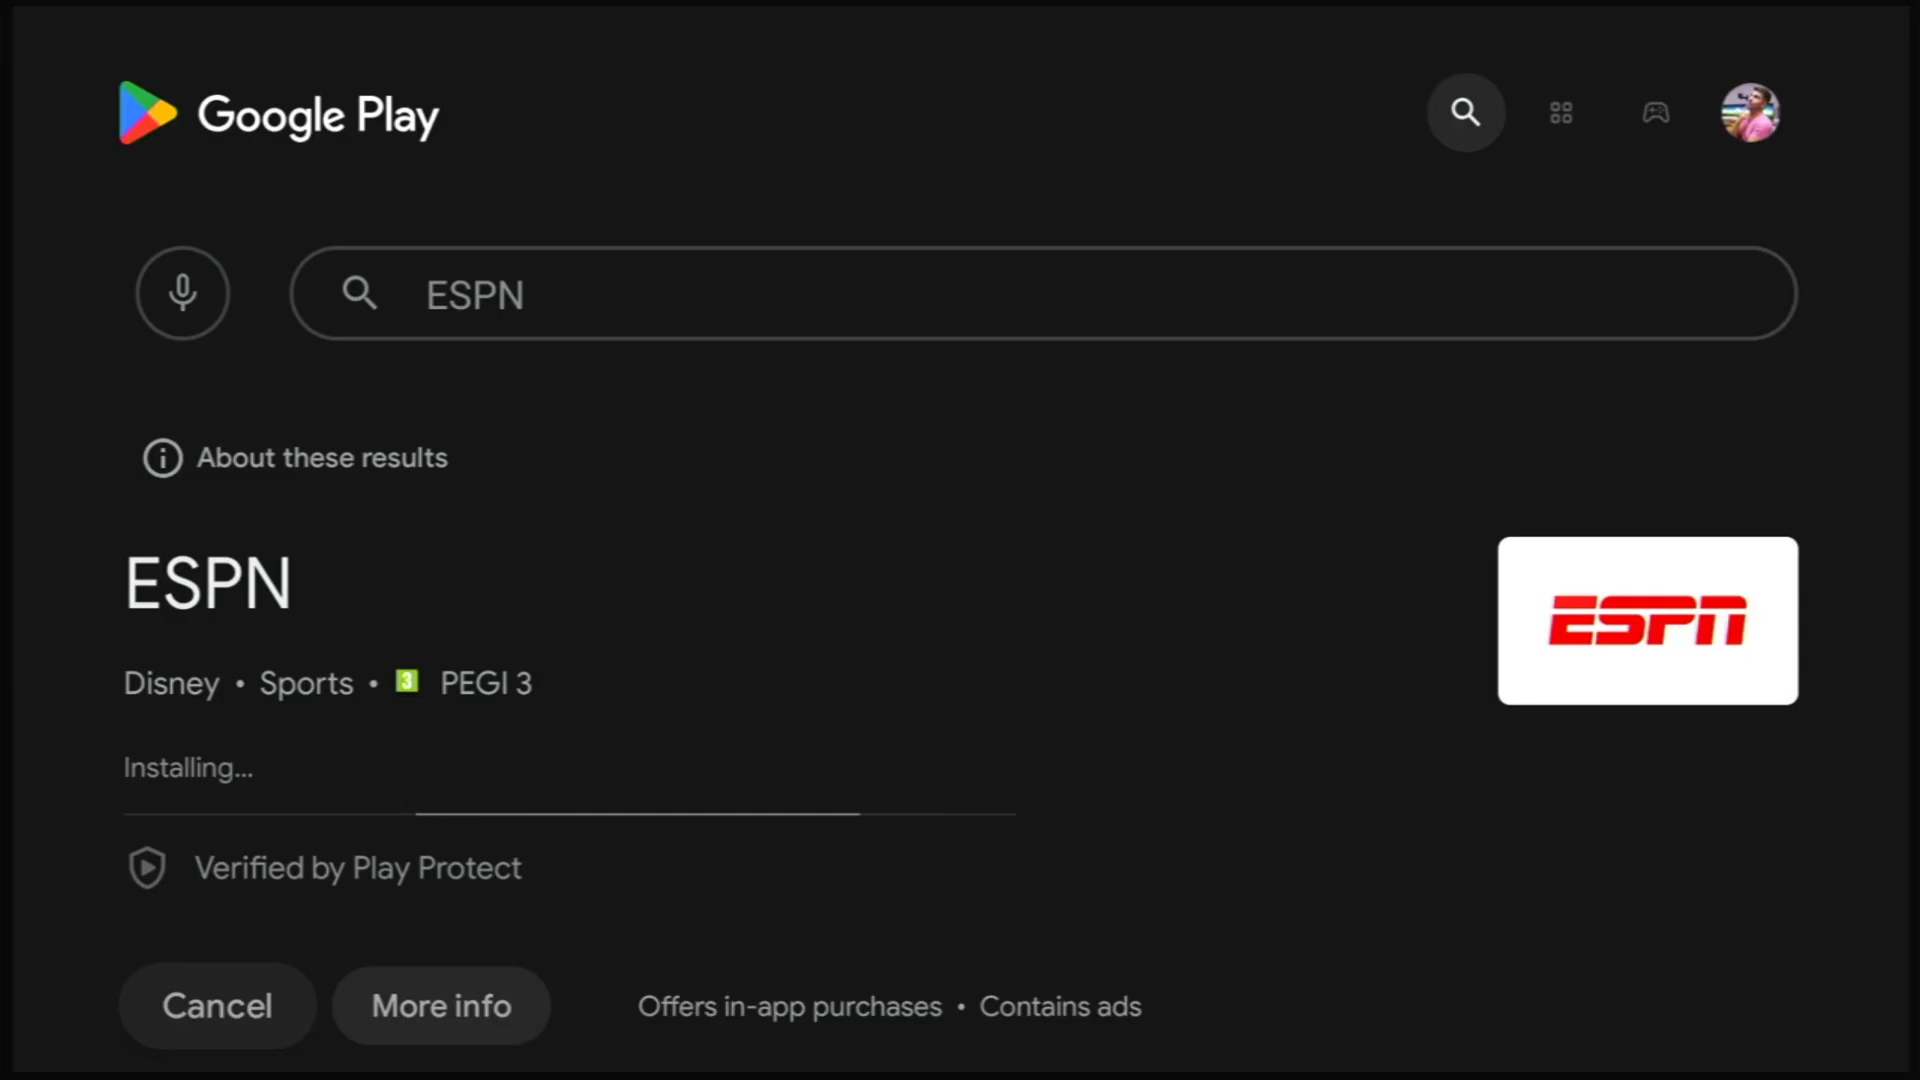 Google Play
ESPN
About these results
ESPN
ESPN
Disney • Sports • 3 PEGI 3
Installing...
Verified by Play Protect
Cancel
More info
Offers in-app purchases • Contains ads